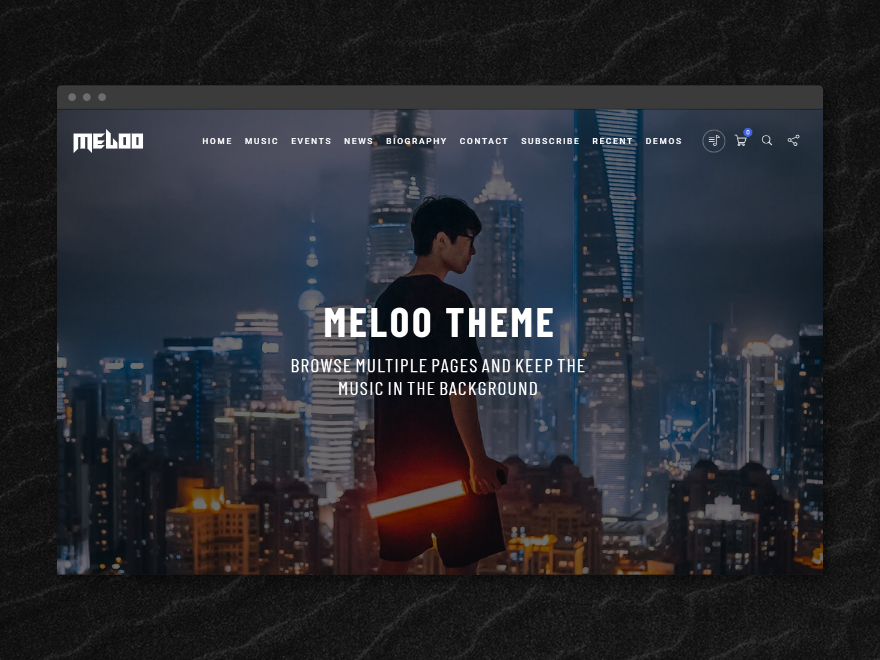 MELOO
HOME MUSIC EVENTS NEWS BIOGRAPHY CONTACT SUBSCRIBE RECENT DEMOS
0
MELOO THEME
BROWSE MULTIPLE PAGES AND KEEP THE
MUSIC IN THE BACKGROUND